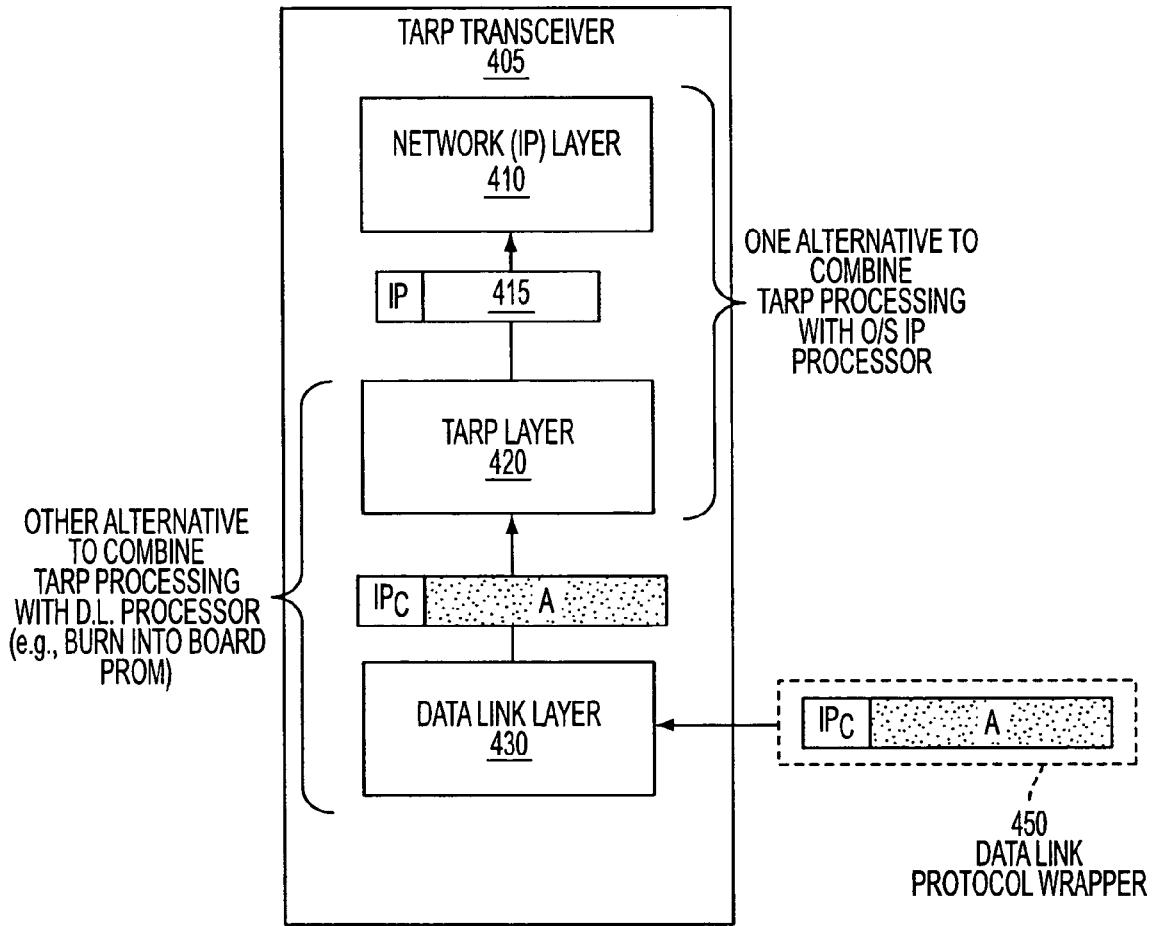 TARP TRANSCEIVER
405
NETWORK (IP) LAYER
410
IP
415
ONE ALTERNATIVE TO
COMBINE
TARP PROCESSING
WITH O/S IP
PROCESSOR
TARP LAYER
420
OTHER ALTERNATIVE
TO COMBINE
TARP PROCESSING
WITH D.L. PROCESSOR
(e.g., BURN INTO BOARD
PROM)
IPC
A
DATA LINK LAYER
430
IPC
A
450
DATA LINK
PROTOCOL WRAPPER